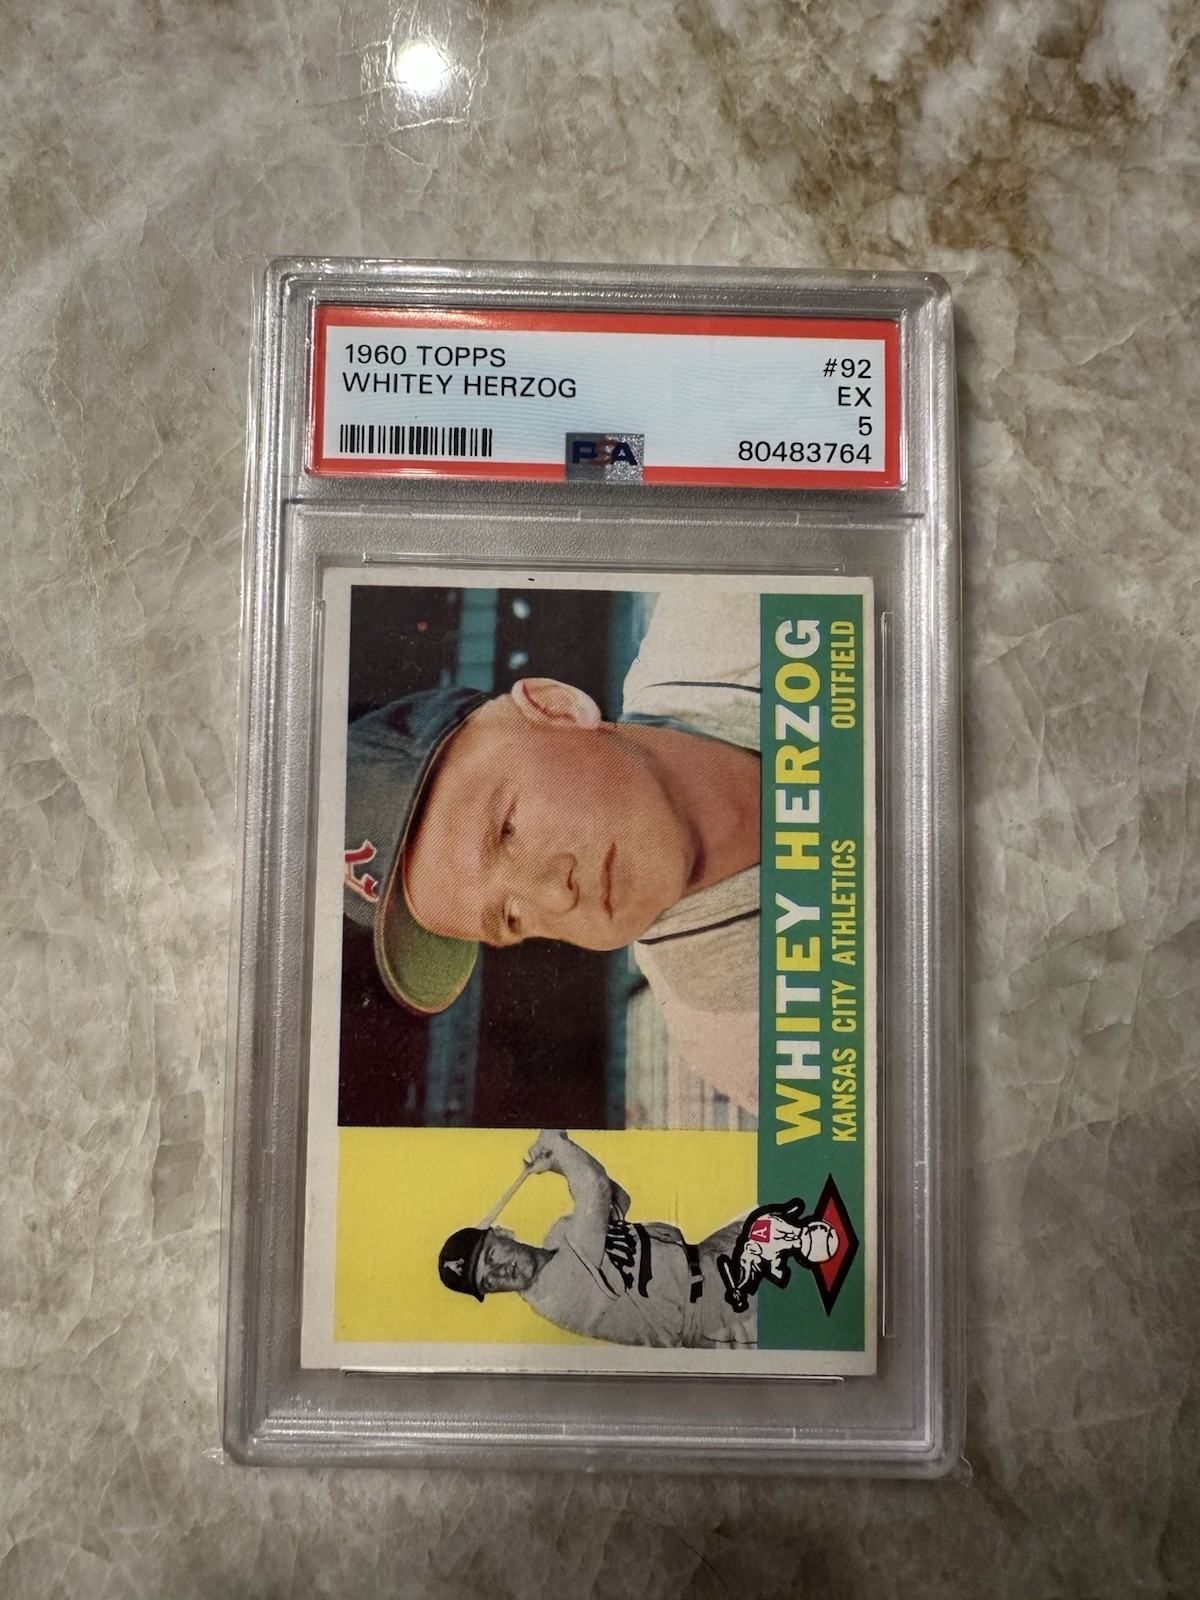 1960 TOPPS
WHITEY HERZOG
#92
EX
5
80483764
PSA
WHITEY HERZOG
KANSAS CITY ATHLETICS OUTFIELD
A
A
A